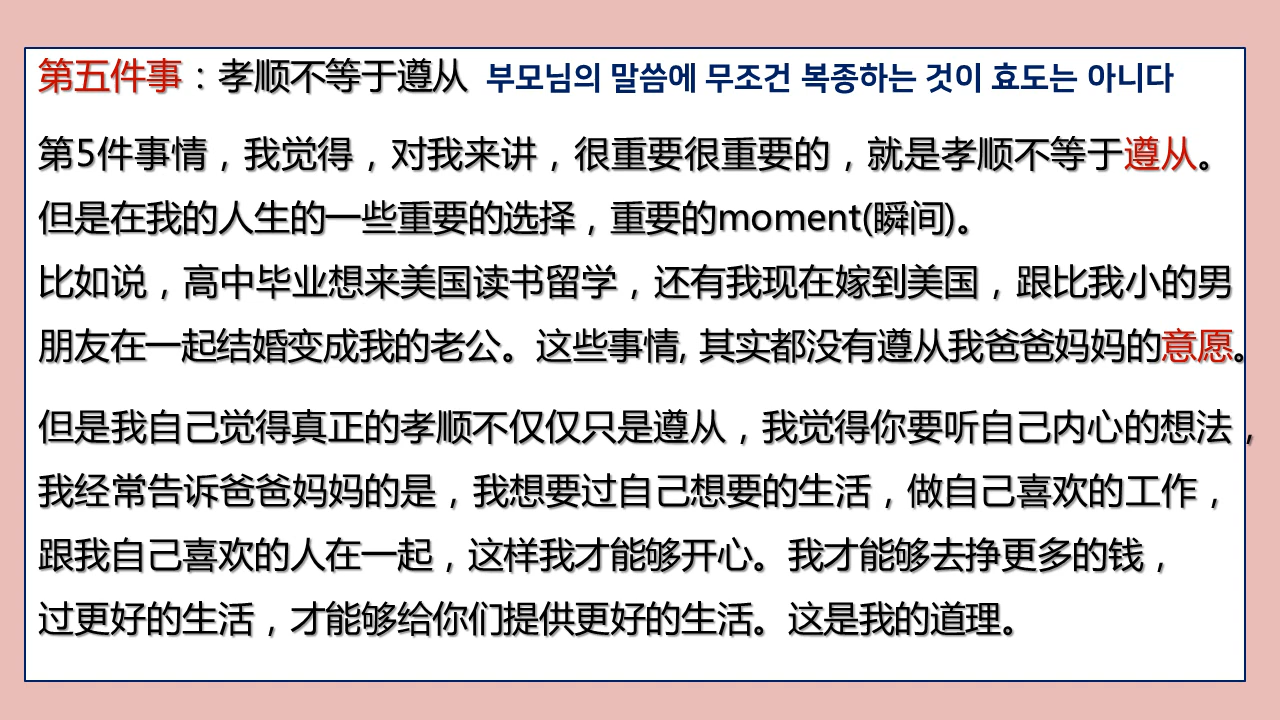 第五件事：孝顺不等于遵从 부모님의 말씀에 무조건 복종하는 것이 효도는 아니다
第5件事情，我觉得，对我来讲，很重要很重要的，就是孝顺不等于遵从。
但是在我的人生的一些重要的选择，重要的moment(瞬间)。
比如说，高中毕业想来美国读书留学，还有我现在嫁到美国，跟比我小的男
朋友在一起结婚变成我的老公。这些事情, 其实都没有遵从我爸爸妈妈的意愿。
但是我自己觉得真正的孝顺不仅仅只是遵从，我觉得你要听自己内心的想法，
我经常告诉爸爸妈妈的是，我想要过自己想要的生活，做自己喜欢的工作，
跟我自己喜欢的人在一起，这样我才能够开心。我才能够去挣更多的钱，
过更好的生活，才能够给你们提供更好的生活。这是我的道理。